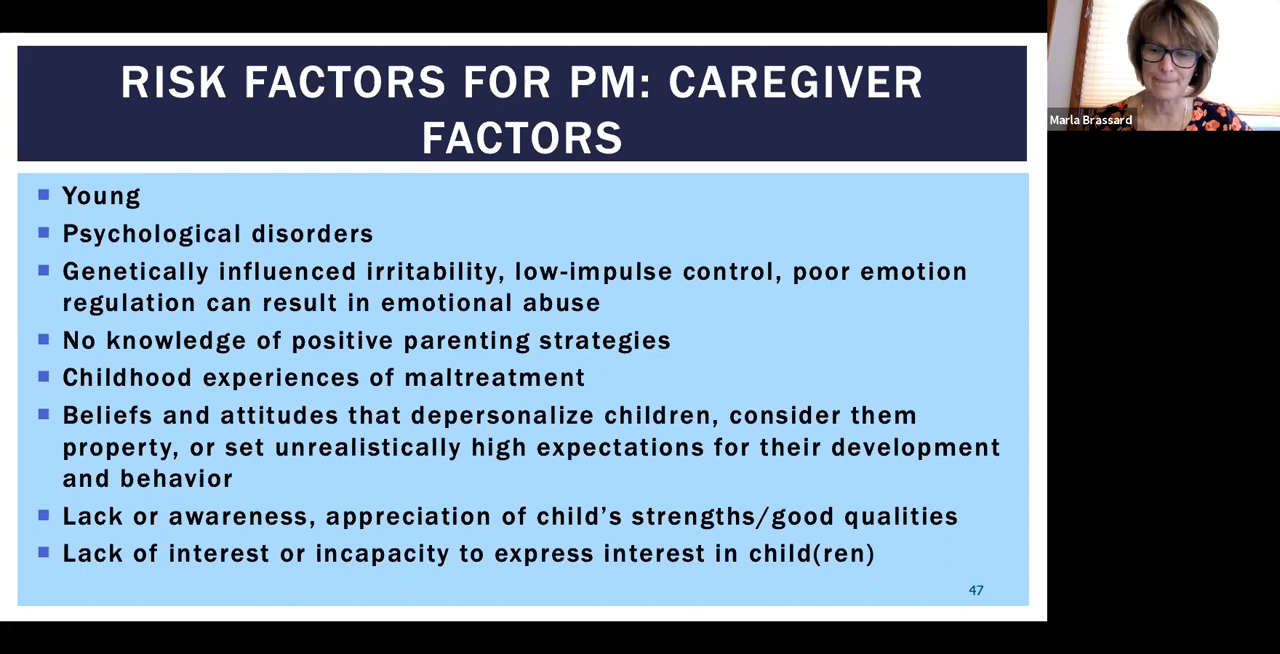 RISK FACTORS FOR PM: CAREGIVER
FACTORS
Marla Brassard
Young
Psychological disorders
Genetically influenced irritability, low-impulse control, poor emotion
regulation can result in emotional abuse
No knowledge of positive parenting strategies
Childhood experiences of maltreatment
Beliefs and attitudes that depersonalize children, consider them
property, or set unrealistically high expectations for their development
and behavior
Lack or awareness, appreciation of child’s strengths/good qualities
Lack of interest or incapacity to express interest in child(ren)
47